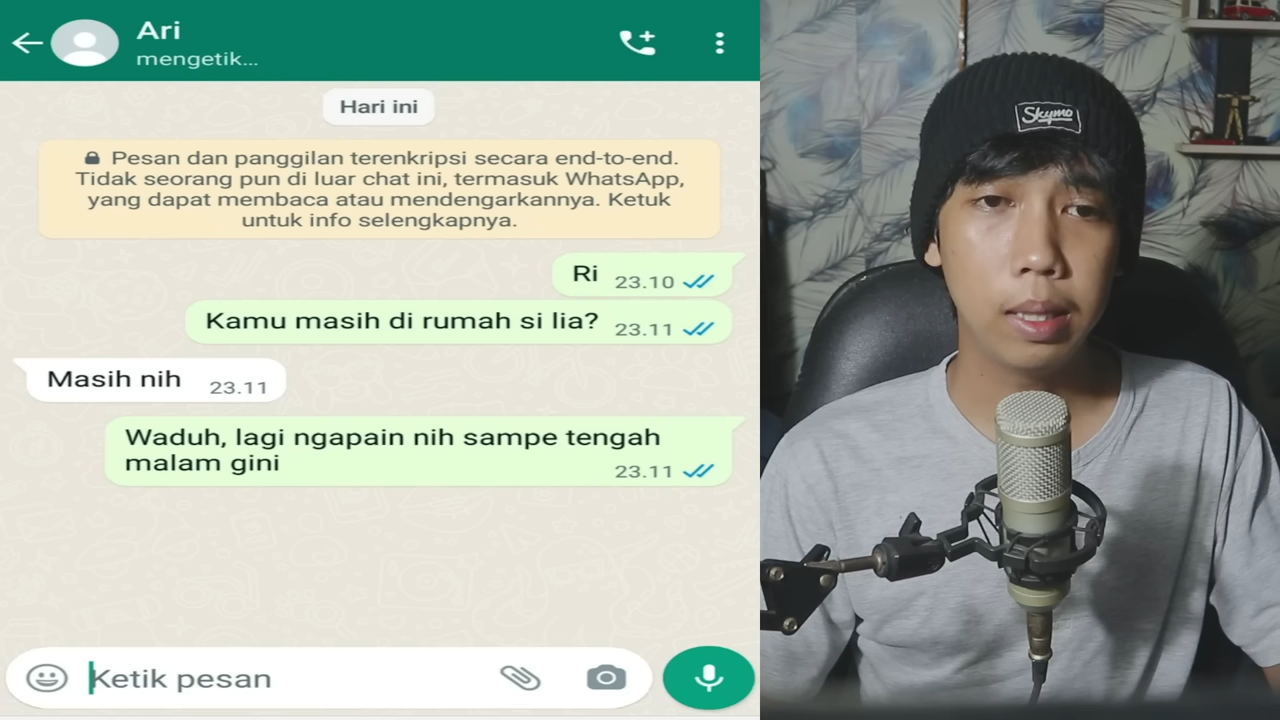 Ari
mengetik...
Hari ini
Pesan dan panggilan terenkripsi secara end-to-end.
Tidak seorang pun di luar chat ini, termasuk WhatsApp,
yang dapat membaca atau mendengarkannya. Ketuk
untuk info selengkapnya.
Ri 23.10
Kamu masih di rumah si lia? 23.11
Masih nih 23.11
Waduh, lagi ngapain nih sampe tengah
malam gini 23.11
Ketik pesan
Skymo